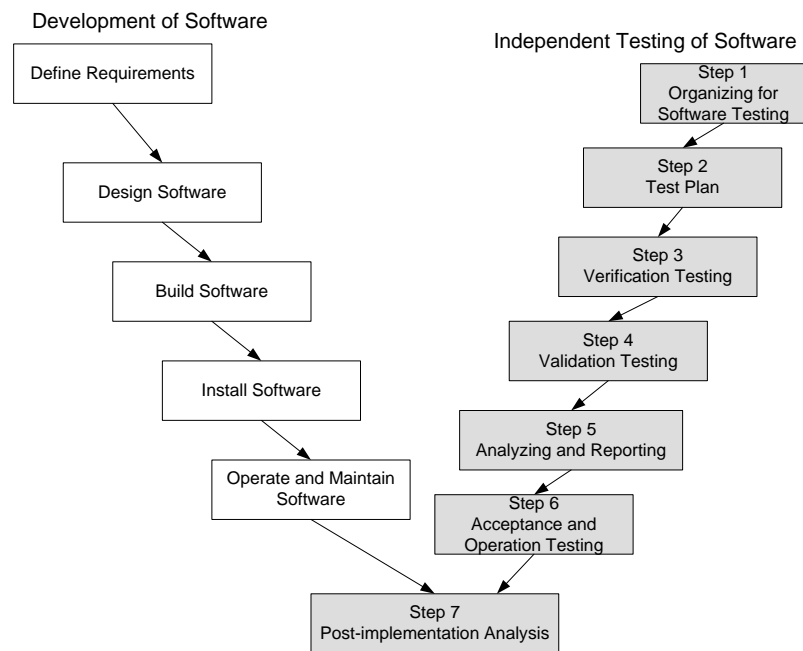 Development of Software
Define Requirements
Design Software
Build Software
Install Software
Operate and Maintain
Software
Independent Testing of Software
Step 1
Organizing for
Software Testing
Step 2
Test Plan
Step 3
Verification Testing
Step 4
Validation Testing
Step 5
Analyzing and Reporting
Step 6
Acceptance and
Operation Testing
Step 7
Post-implementation Analysis